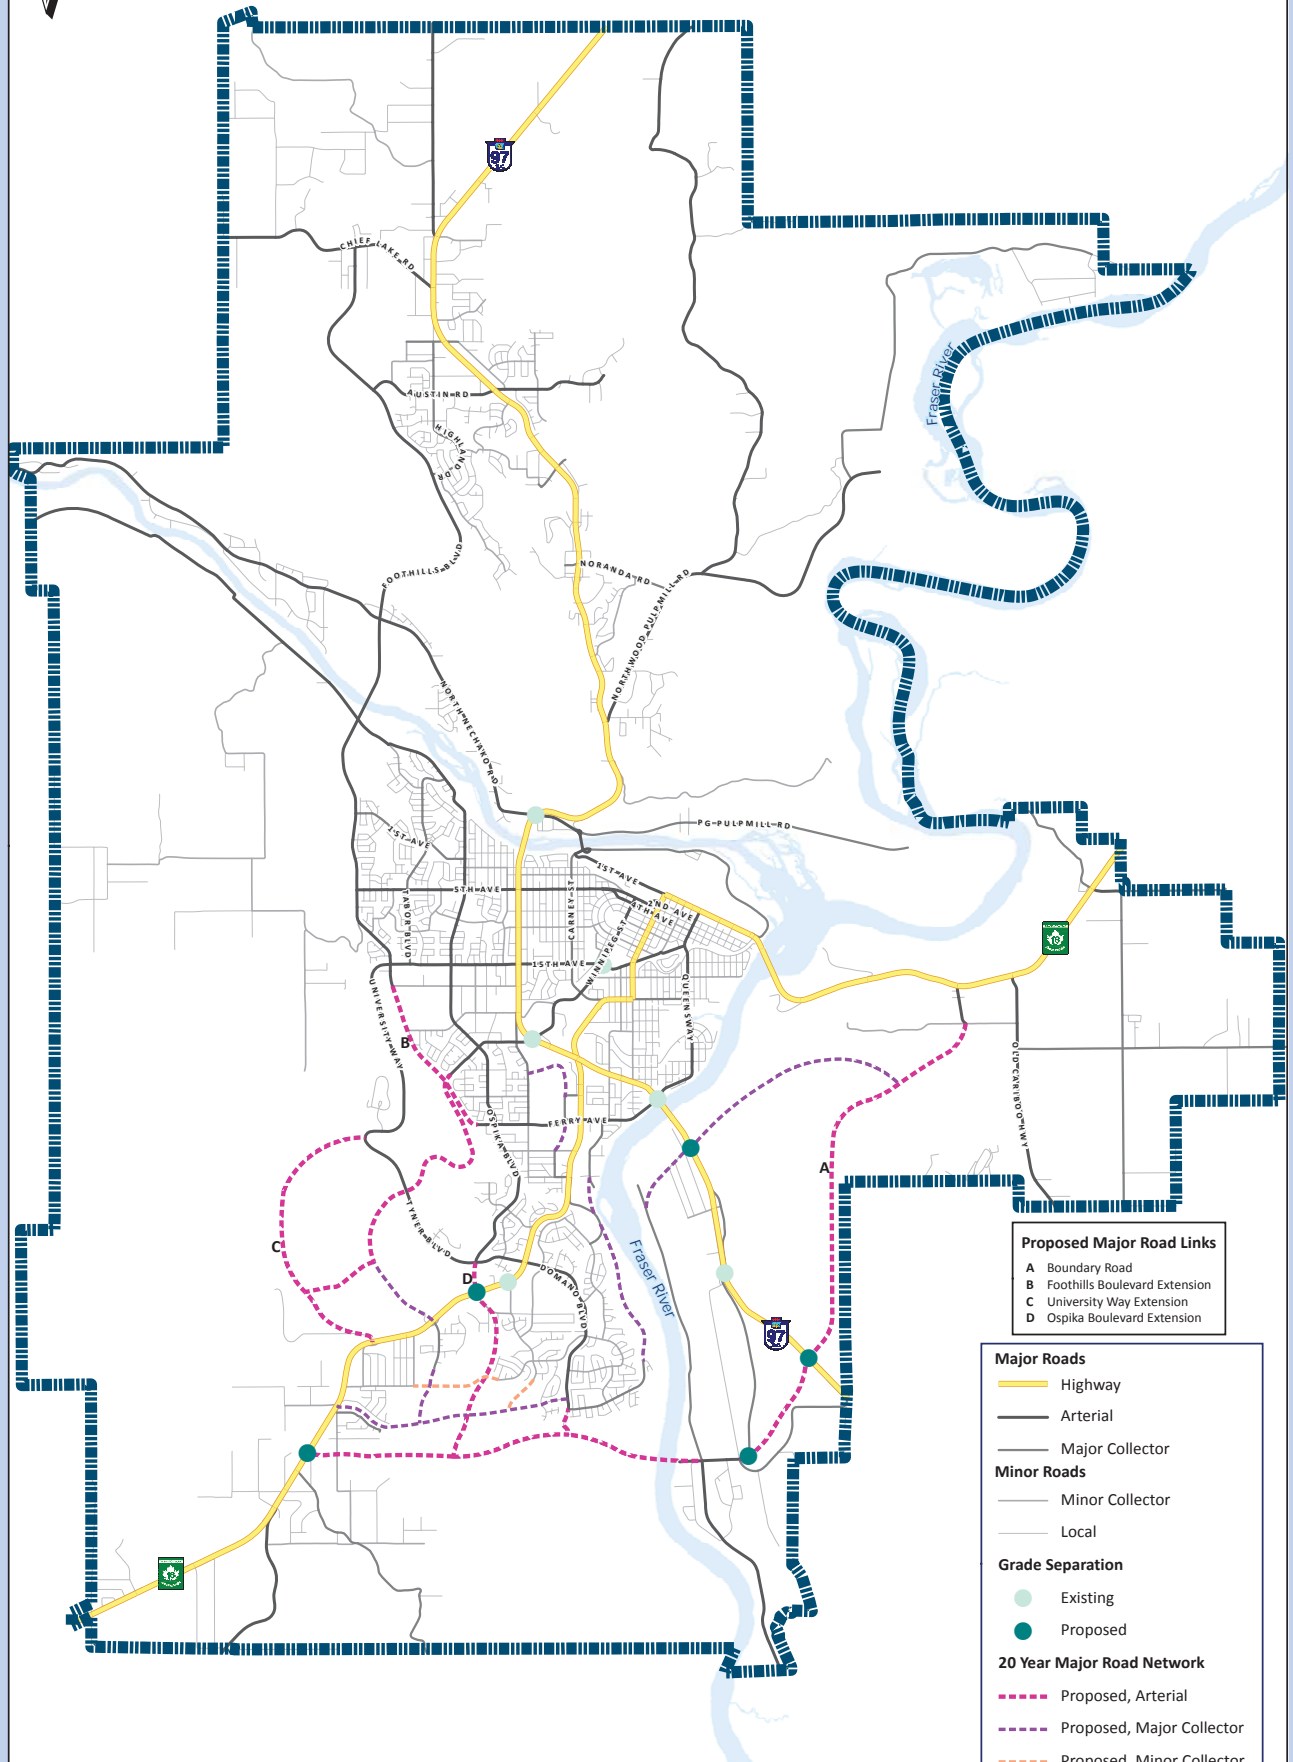 97
CHIEF LAKE RD
Fraser River
AUSTIN RD
HIGHLAND DR
FOOTHILLS BLVD
NORANDA RD
NORTHWOOD PULPMILL RD
NORTH NECHAKO RD
PG PULPMILL RD
1ST AVE
1ST AVE
5TH AVE
TABOR BLVD
CARNEY ST
2ND AVE
4TH AVE
WINNIPEG ST
15TH AVE
QUEENSWAY
UNIVERSITY WAY
B
OLD CARIBOO HWY
OSPIKA BLVD
FERRY AVE
A
TYNER BLVD
C
Fraser River
D
DOMANO BLVD
97
Proposed Major Road Links
A Boundary Road
B Foothills Boulevard Extension
C University Way Extension
D Ospika Boulevard Extension
Major Roads
Highway
Arterial
Major Collector
Minor Roads
Minor Collector
Local
Grade Separation
Existing
Proposed
20 Year Major Road Network
Proposed, Arterial
Proposed, Major Collector
Proposed, Minor Collector